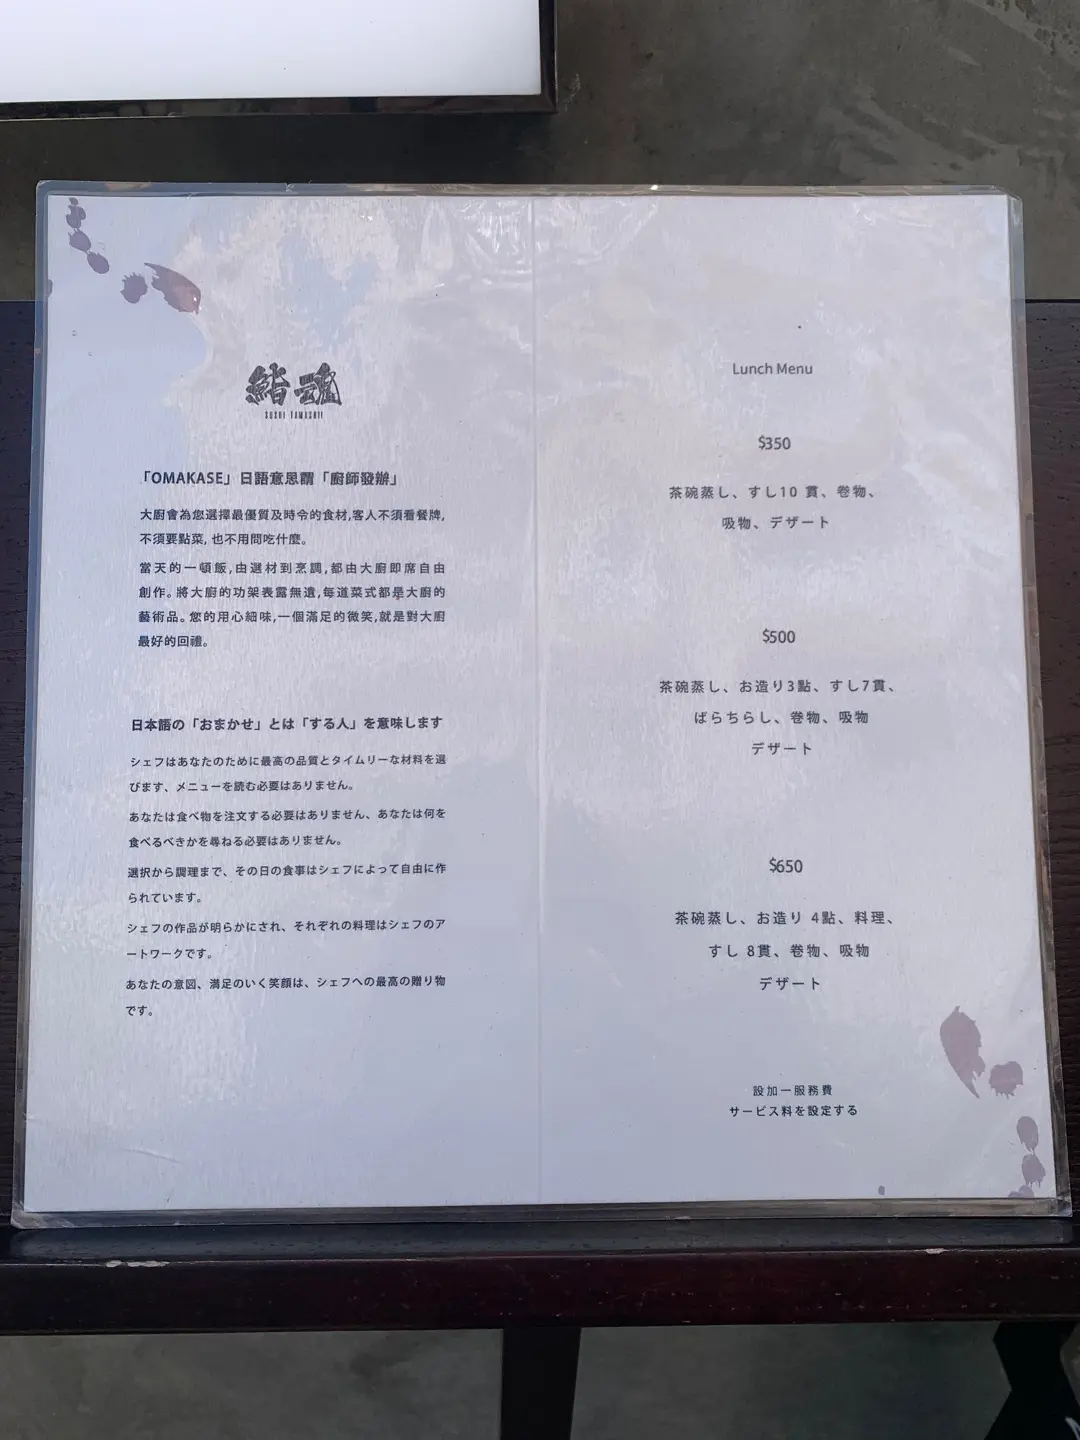 鮨魂
SUSHI TAMASHII
「OMAKASE」日語意思謂「廚師發辦」
大廚會為您選擇最優質及時令的食材,客人不須看餐牌,
不須要點菜, 也不用問吃什麼。
當天的一頓飯,由選材到烹調,都由大廚即席自由
創作。將大廚的功架表露無遺,每道菜式都是大廚的
藝術品。您的用心細味,一個滿足的微笑,就是對大廚
最好的回禮。
日本語の「おまかせ」とは「する人」を意味します
シェフはあなたのために最高の品質とタイムリーな材料を選
びます、メニューを読む必要はありません。
あなたは食べ物を注文する必要はありません、あなたは何を
食べるべきかを尋ねる必要はありません。
選択から調理まで、その日の食事はシェフによって自由に作
られています。
シェフの作品が明らかにされ、それぞれの料理はシェフのア
ートワークです。
あなたの意図、満足のいく笑顔は、シェフへの最高の贈り物
です。
Lunch Menu
$350
茶碗蒸し、すし10 貫、卷物、
吸物、デザート
$500
茶碗蒸し、お造り3點、すし7貫、
ばらちらし、卷物、吸物
デザート
$650
茶碗蒸し、お造り 4點、料理、
すし 8貫、卷物、吸物
デザート
設加一服務費
サービス料を設定する